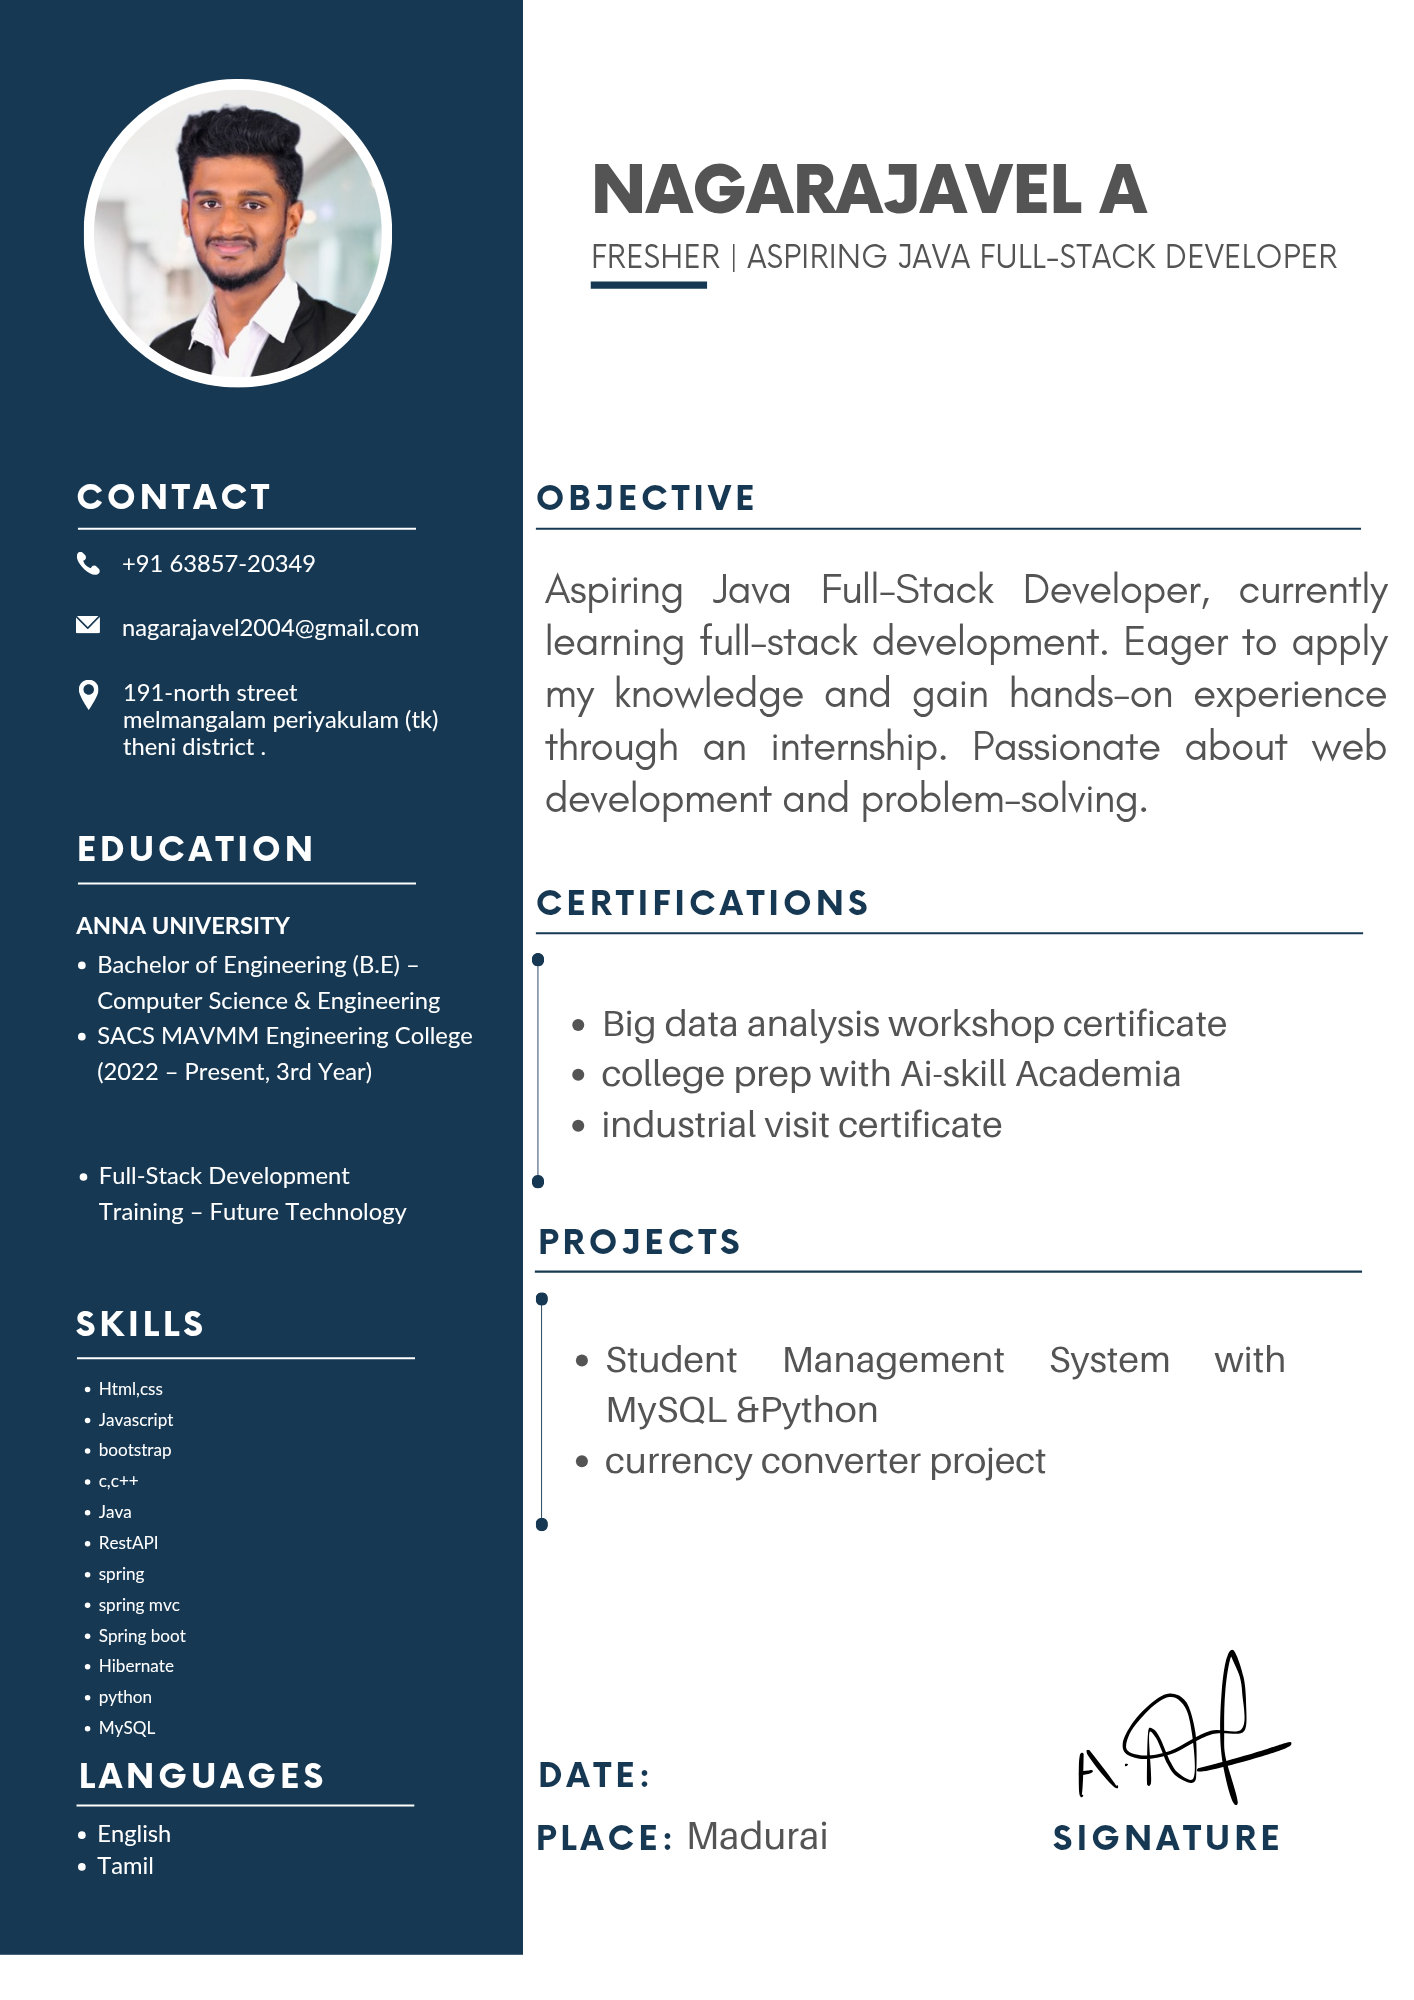 NAGARAJAVEL A
FRESHER | ASPIRING JAVA FULL-STACK DEVELOPER
CONTACT
+91 63857-20349
nagarajavel2004@gmail.com
191-north street
melmangalam periyakulam (tk)
theni district .
EDUCATION
ANNA UNIVERSITY
• Bachelor of Engineering (B.E) –
Computer Science & Engineering
• SACS MAVMM Engineering College
(2022 – Present, 3rd Year)
• Full-Stack Development
Training – Future Technology
SKILLS
• Html,css
• Javascript
• bootstrap
• c,c++
• Java
• RestAPI
• spring
• spring mvc
• Spring boot
• Hibernate
• python
• MySQL
LANGUAGES
• English
• Tamil
OBJECTIVE
Aspiring Java Full-Stack Developer, currently
learning full-stack development. Eager to apply
my knowledge and gain hands-on experience
through an internship. Passionate about web
development and problem-solving.
CERTIFICATIONS
• Big data analysis workshop certificate
• college prep with Ai-skill Academia
• industrial visit certificate
PROJECTS
• Student Management System with
MySQL &Python
• currency converter project
DATE:
PLACE: Madurai
SIGNATURE